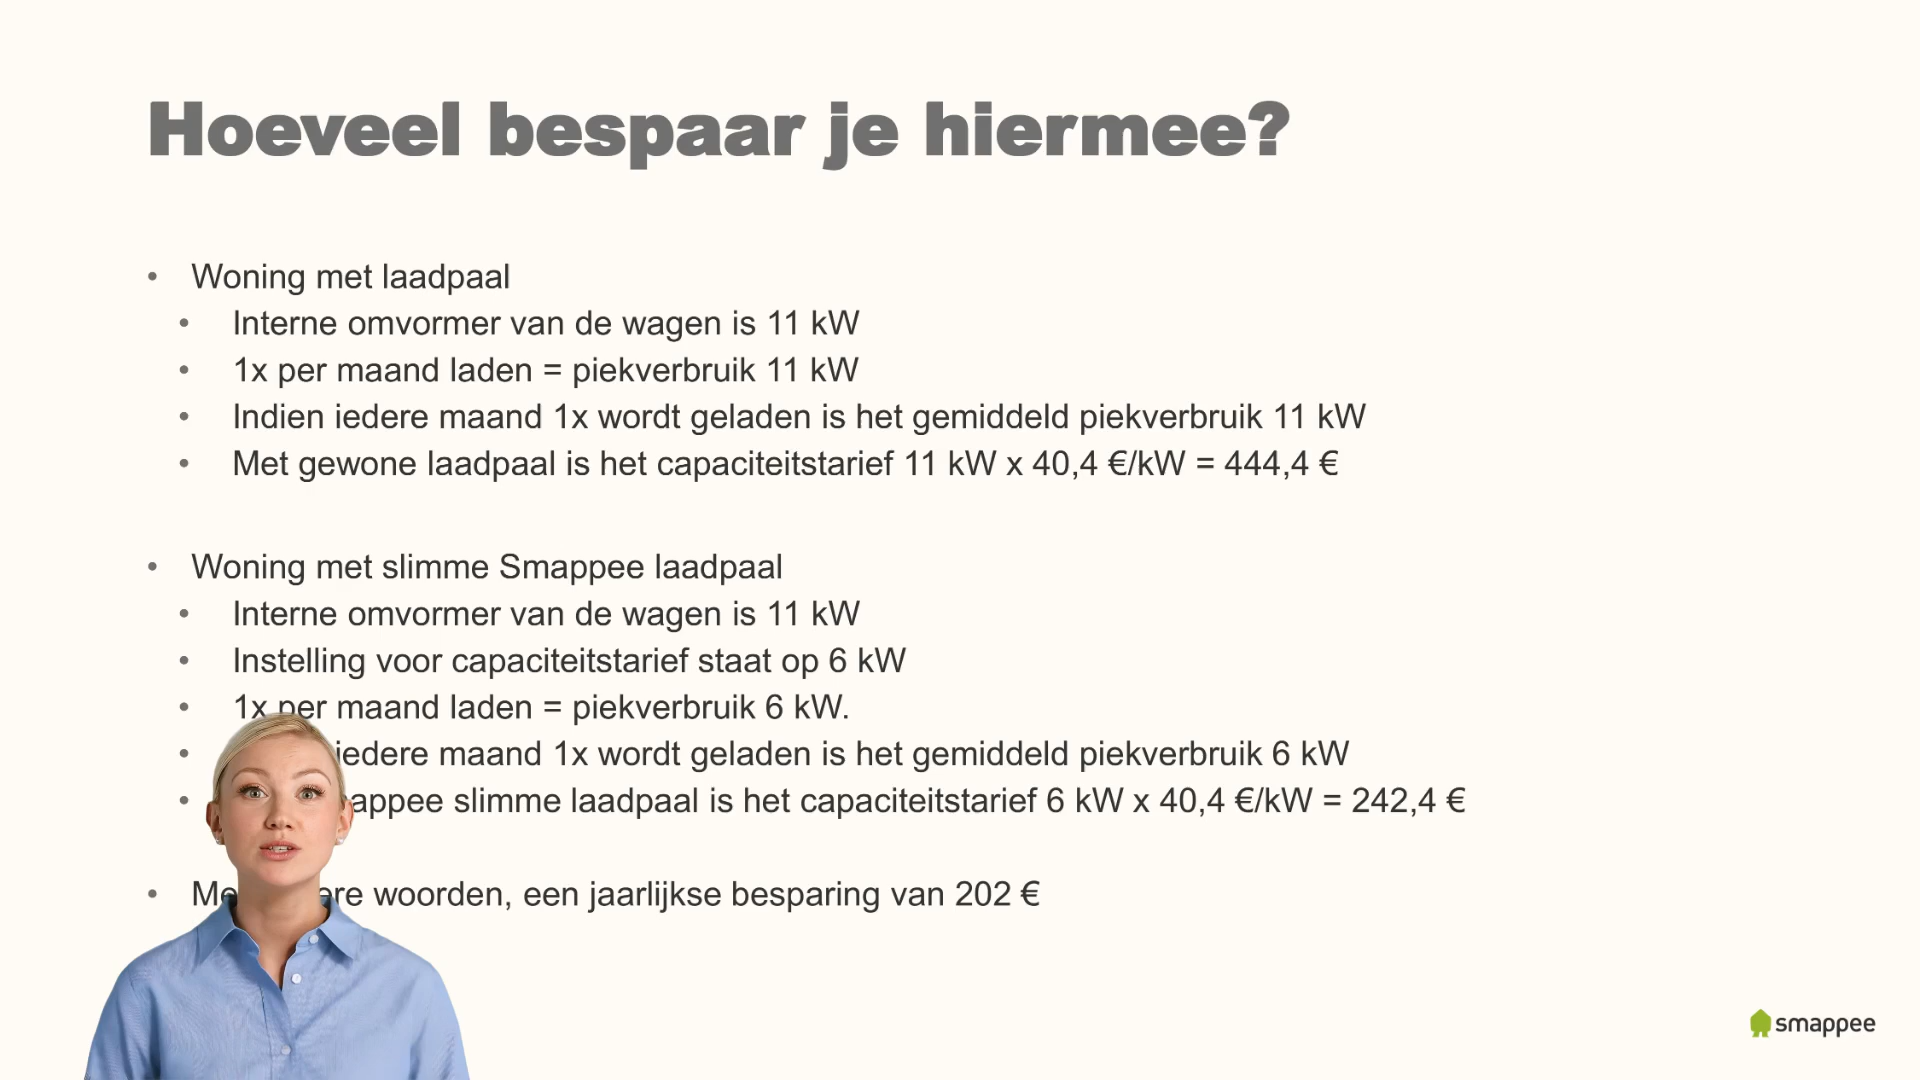 Hoeveel bespaar je hiermee?
• Woning met laadpaal
• Interne omvormer van de wagen is 11 kW
• 1x per maand laden = piekverbruik 11 kW
• Indien iedere maand 1x wordt geladen is het gemiddeld piekverbruik 11 kW
• Met gewone laadpaal is het capaciteitstarief 11 kW x 40,4 €/kW = 444,4 €
• Woning met slimme Smappee laadpaal
• Interne omvormer van de wagen is 11 kW
• Instelling voor capaciteitstarief staat op 6 kW
• 1x per maand laden = piekverbruik 6 kW.
• iedere maand 1x wordt geladen is het gemiddeld piekverbruik 6 kW
• slimme laadpaal is het capaciteitstarief 6 kW x 40,4 €/kW = 242,4 €
• woorden, een jaarlijkse besparing van 202 €
smappee